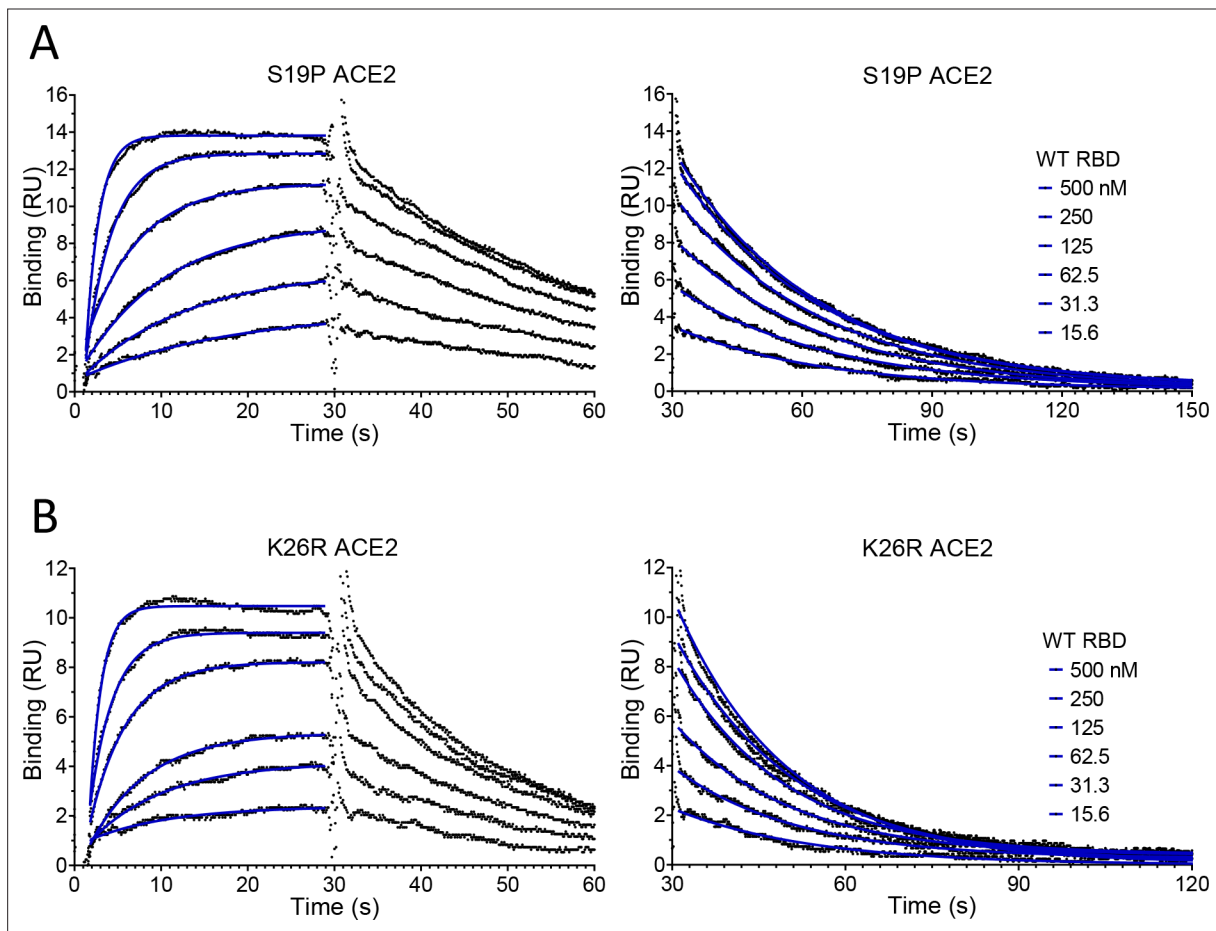 A
S19P ACE2
Binding (RU)
16
14
12
10
8
6
4
2
0
0 10 20 30 40 50 60
Time (s)
S19P ACE2
Binding (RU)
16
14
12
10
8
6
4
2
0
30 60 90 120 150
Time (s)
WT RBD
500 nM
250
125
62.5
31.3
15.6
B
K26R ACE2
Binding (RU)
12
10
8
6
4
2
0
0 10 20 30 40 50 60
Time (s)
K26R ACE2
Binding (RU)
12
10
8
6
4
2
0
30 60 90 120
Time (s)
WT RBD
500 nM
250
125
62.5
31.3
15.6